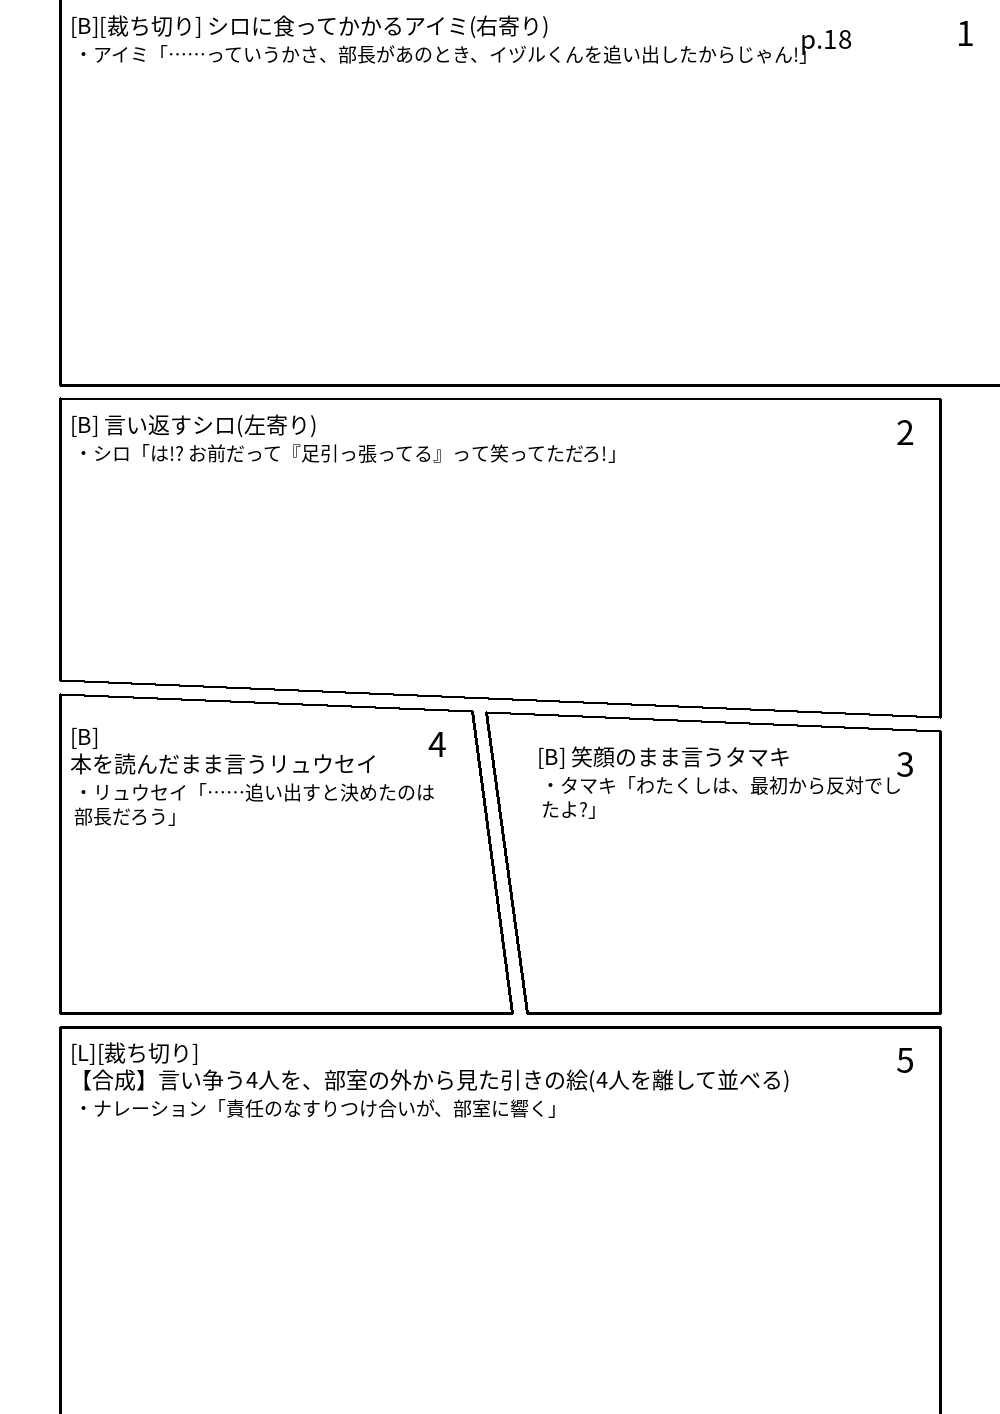 p.18
1
[B][裁ち切り] シロに食ってかかるアイミ(右寄り)
・アイミ「……っていうかさ、部長があのとき、イヅルくんを追い出したからじゃん!」
2
[B] 言い返すシロ(左寄り)
・シロ「は!? お前だって『足引っ張ってる』って笑ってただろ!」
3
[B] 笑顔のまま言うタマキ
・タマキ「わたくしは、最初から反対でし
たよ?」
4
[B]
本を読んだまま言うリュウセイ
・リュウセイ「……追い出すと決めたのは
部長だろう」
5
[L][裁ち切り]
【合成】言い争う4人を、部室の外から見た引きの絵(4人を離して並べる)
・ナレーション「責任のなすりつけ合いが、部室に響く」